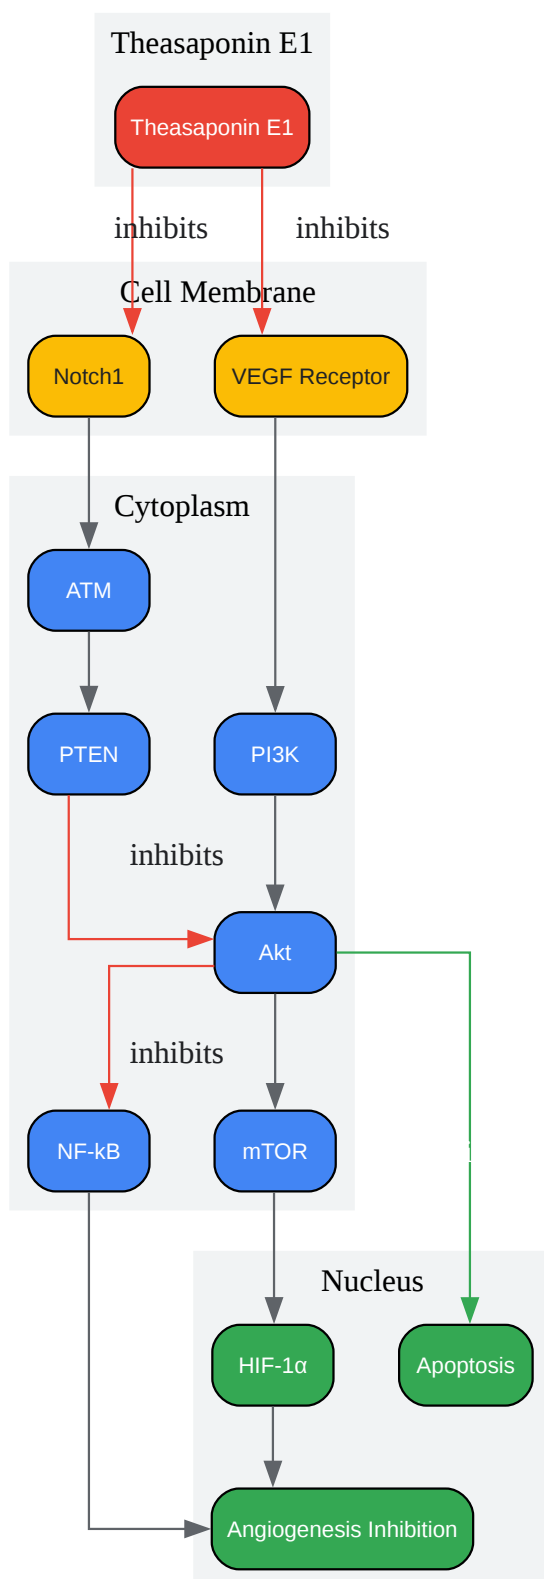 Theasaponin E1
Theasaponin E1
inhibits
inhibits
Cell Membrane
Notch1
VEGF Receptor
Cytoplasm
ATM
PTEN
PI3K
inhibits
Akt
inhibits
NF-kB
mTOR
Nucleus
HIF-1α
Apoptosis
Angiogenesis Inhibition